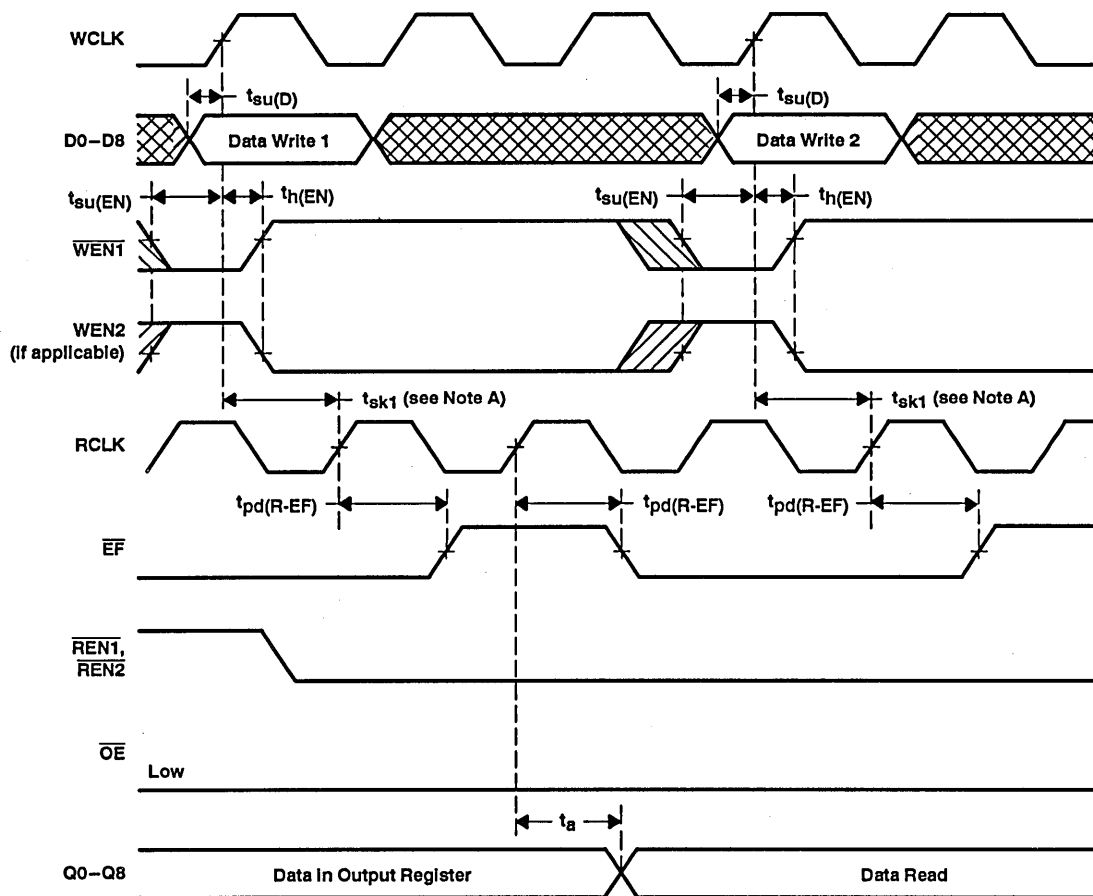 WCLK
tsu(D)
tsu(D)
D0–D8
Data Write 1
Data Write 2
tsu(EN)
th(EN)
tsu(EN)
th(EN)
WEN1
WEN2
(if applicable)
tsk1 (see Note A)
tsk1 (see Note A)
RCLK
tpd(R-EF)
tpd(R-EF)
tpd(R-EF)
EF
REN1,
REN2
OE
Low
ta
Q0–Q8
Data in Output Register
Data Read